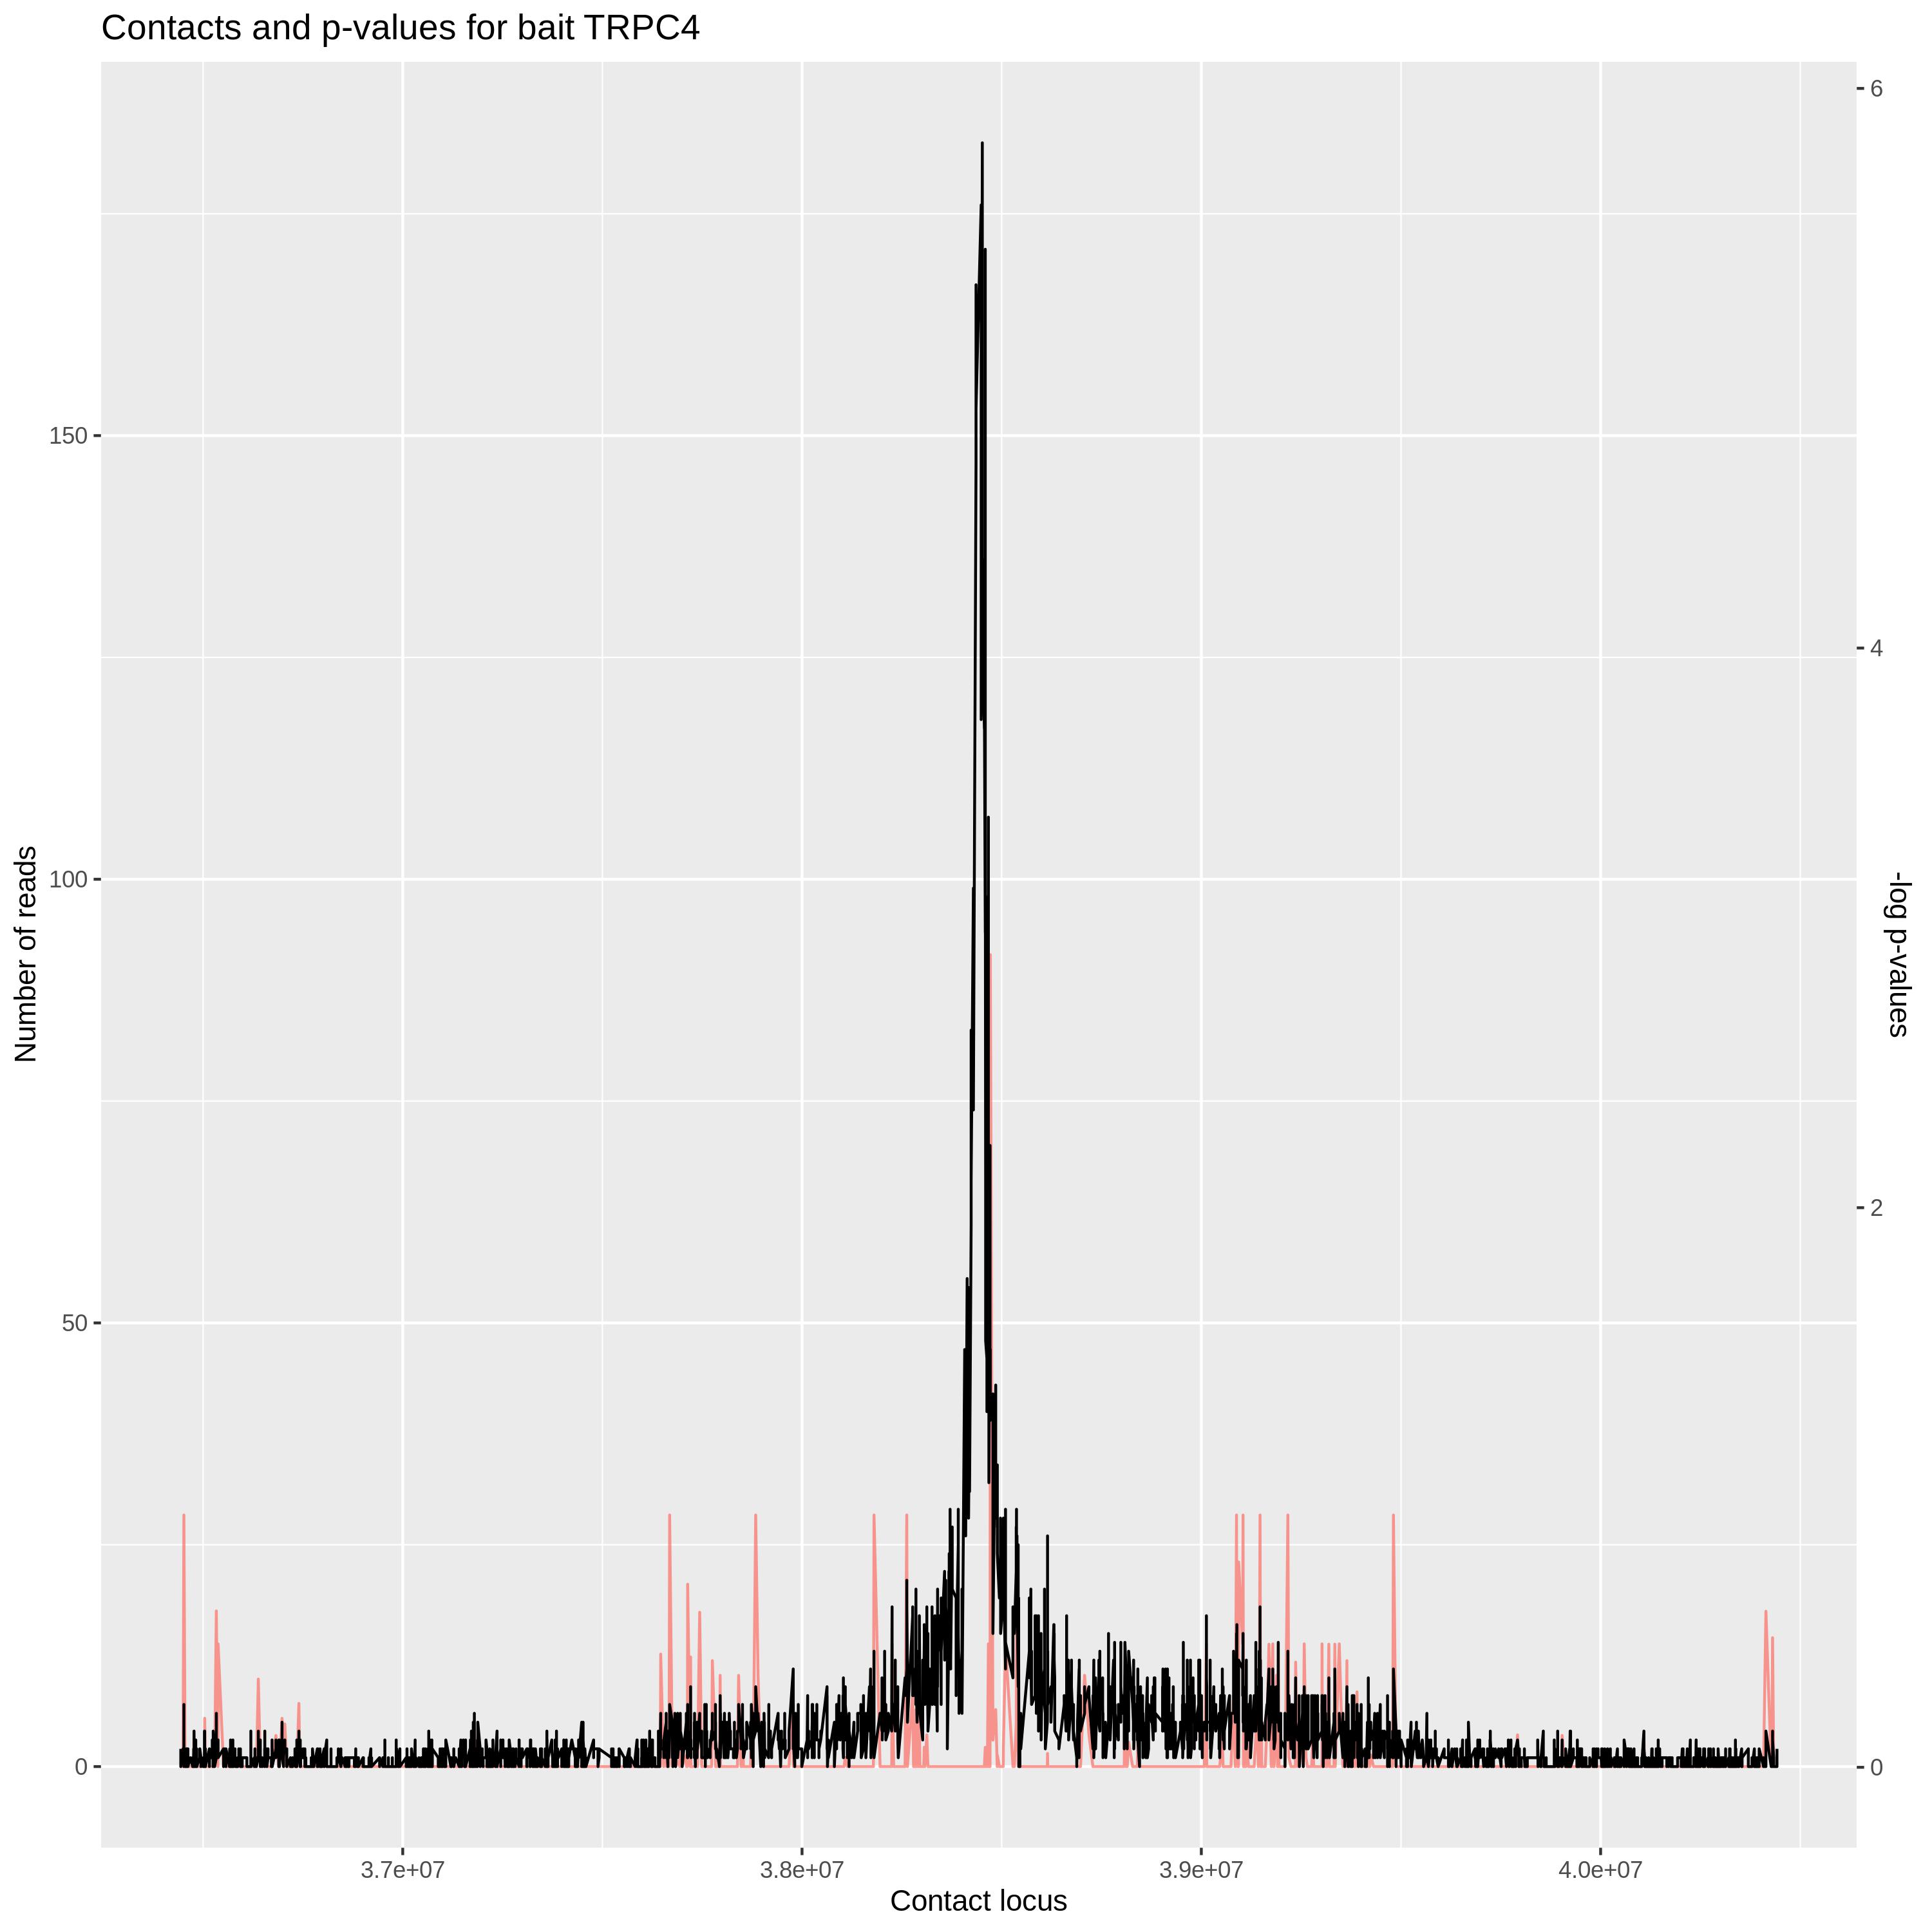 Contacts and p-values for bait TRPC4
6
150
4
Number of reads
100
-log p-values
2
50
0
0
3.7e+07
3.8e+07
3.9e+07
4.0e+07
Contact locus